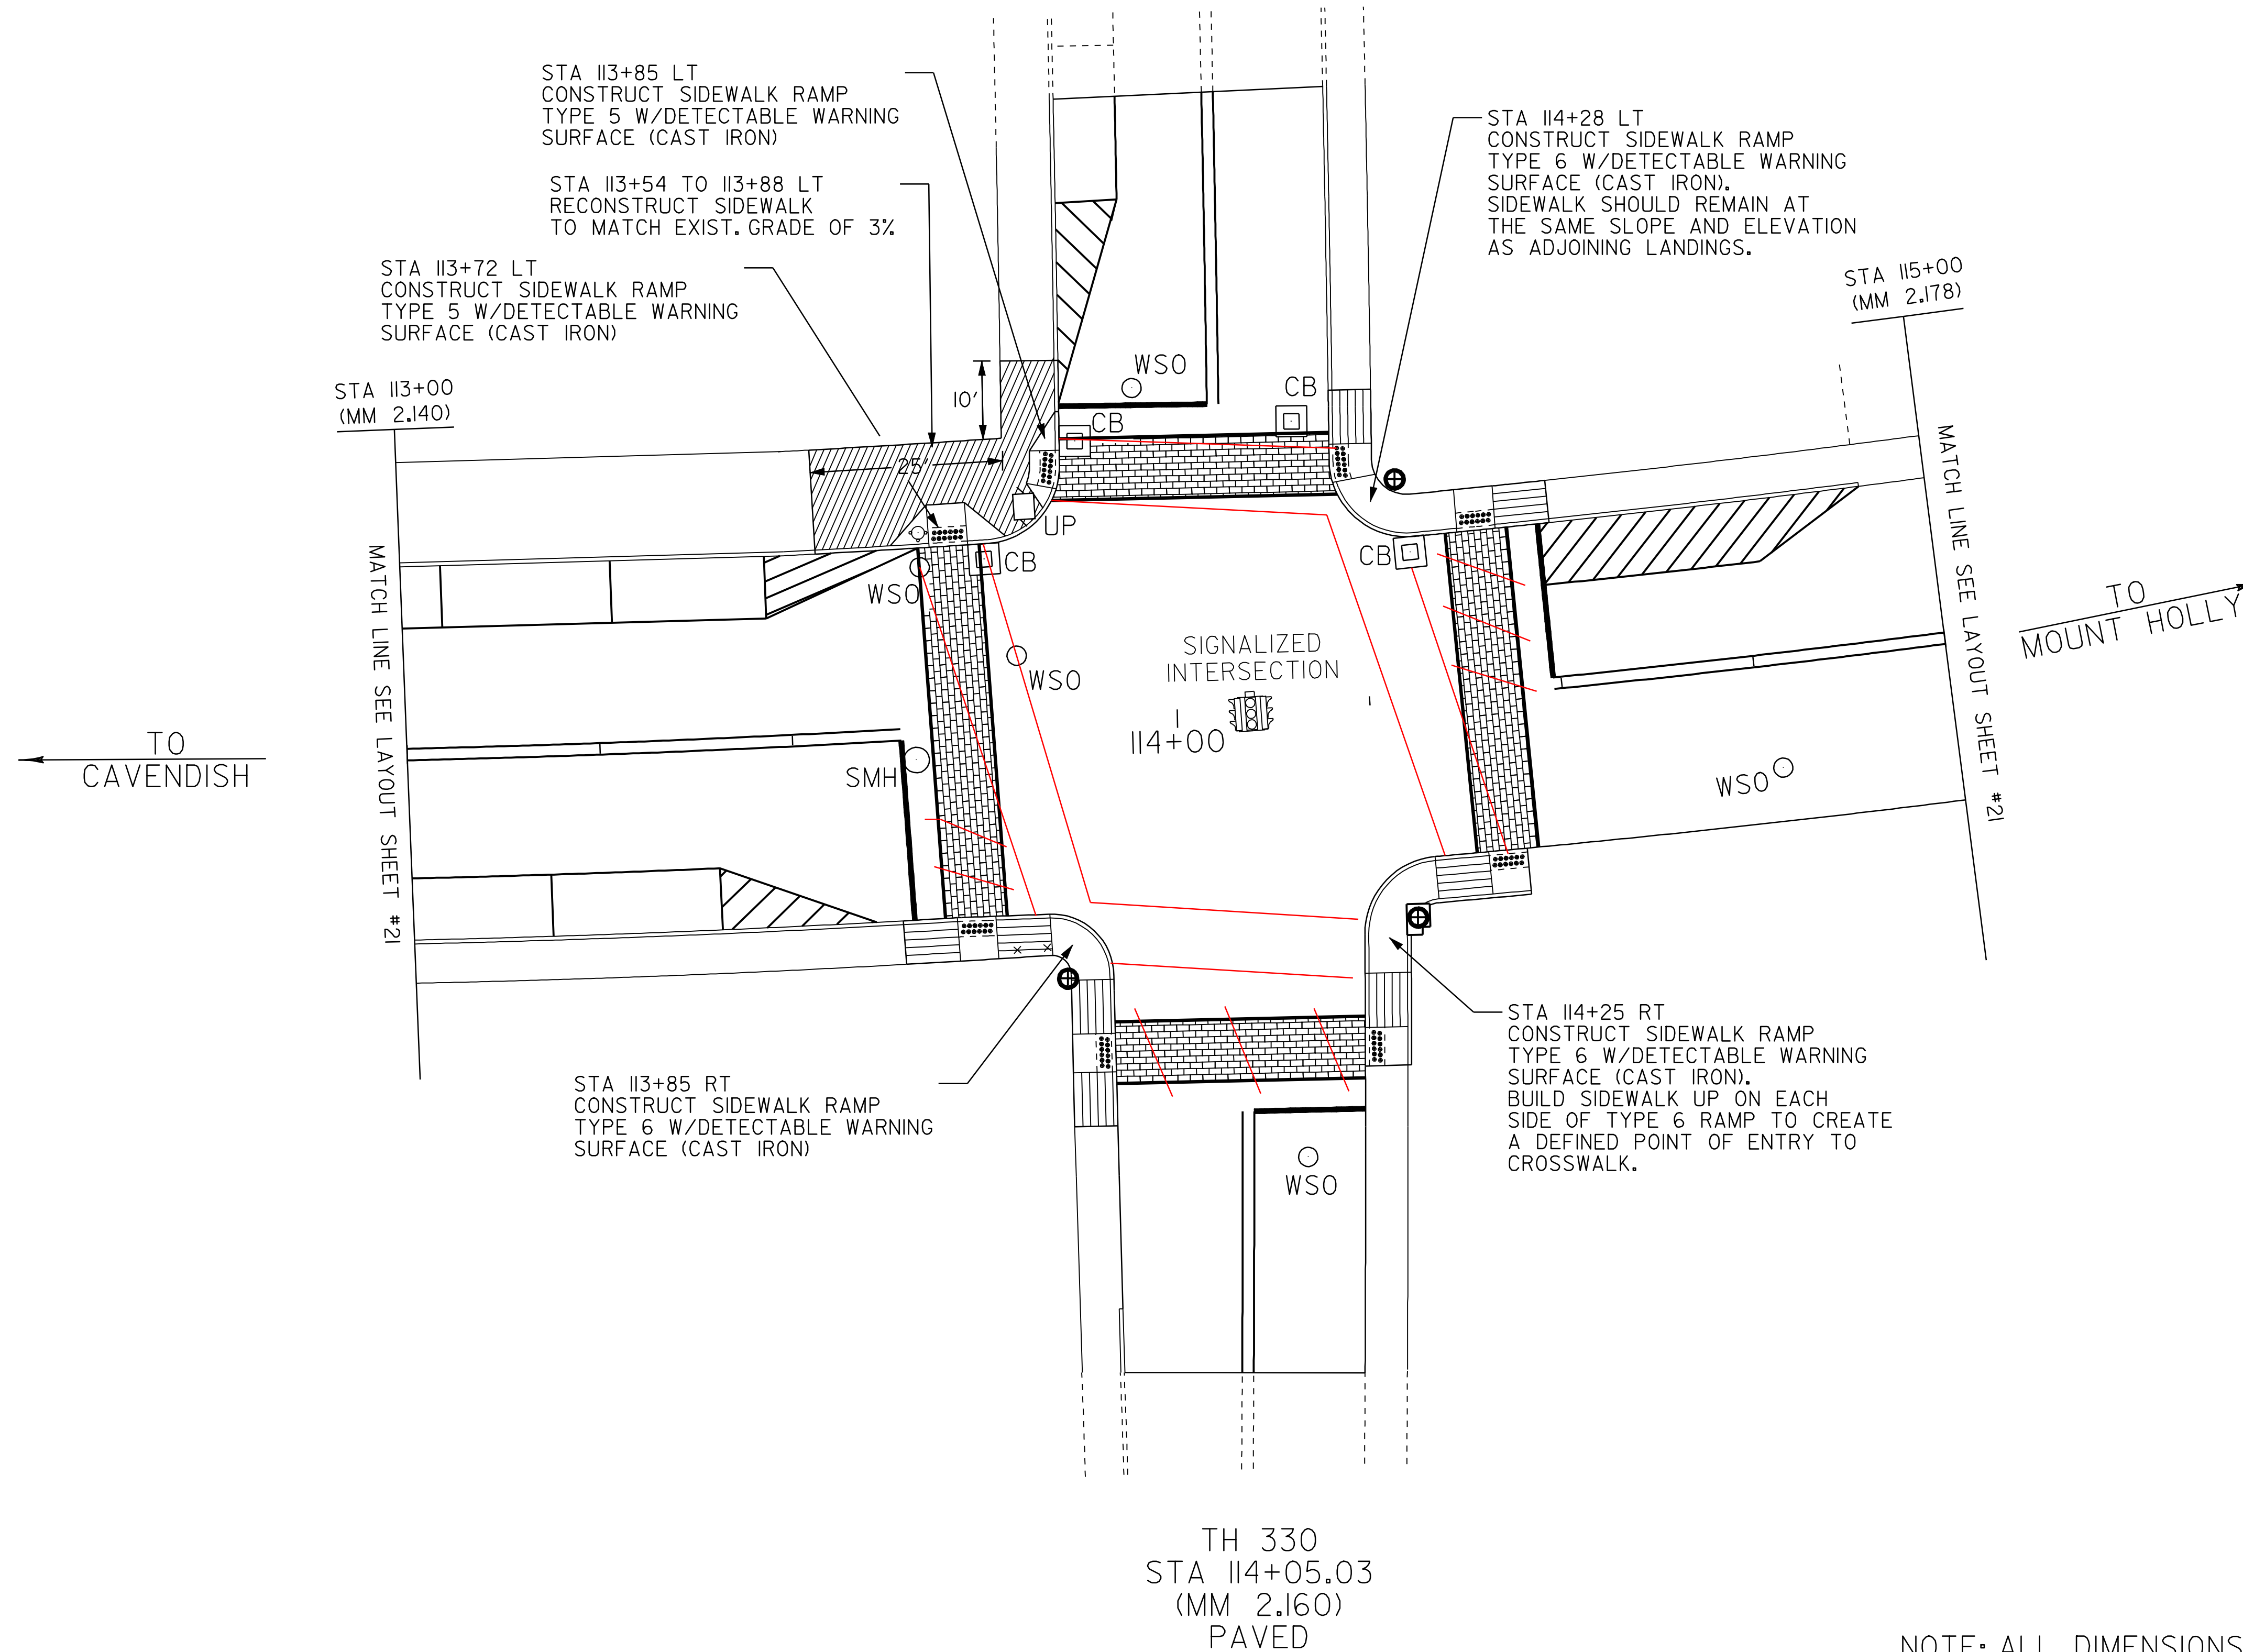 STA 113+85 LT
CONSTRUCT SIDEWALK RAMP
TYPE 5 W/DETECTABLE WARNING
SURFACE (CAST IRON)
STA 113+54 TO 113+88 LT
RECONSTRUCT SIDEWALK
TO MATCH EXIST. GRADE OF 3%
STA 113+72 LT
CONSTRUCT SIDEWALK RAMP
TYPE 5 W/DETECTABLE WARNING
SURFACE (CAST IRON)
STA 114+28 LT
CONSTRUCT SIDEWALK RAMP
TYPE 6 W/DETECTABLE WARNING
SURFACE (CAST IRON).
SIDEWALK SHOULD REMAIN AT
THE SAME SLOPE AND ELEVATION
AS ADJOINING LANDINGS.
STA 115+00
(MM 2.178)
STA 113+00
(MM 2.140)
10'
25'
WSO
CB
CB
UP
CB
CB
WSO
WSO
SIGNALIZED
INTERSECTION
114+00
SMH
WSO
MATCH LINE SEE LAYOUT SHEET #21
MATCH LINE SEE LAYOUT SHEET #21
TO
CAVENDISH
TO
MOUNT HOLLY
STA 113+85 RT
CONSTRUCT SIDEWALK RAMP
TYPE 6 W/DETECTABLE WARNING
SURFACE (CAST IRON)
STA 114+25 RT
CONSTRUCT SIDEWALK RAMP
TYPE 6 W/DETECTABLE WARNING
SURFACE (CAST IRON).
BUILD SIDEWALK UP ON EACH
SIDE OF TYPE 6 RAMP TO CREATE
A DEFINED POINT OF ENTRY TO
CROSSWALK.
WSO
TH 330
STA 114+05.03
(MM 2.160)
PAVED
NOTE: ALL DIMENSIONS